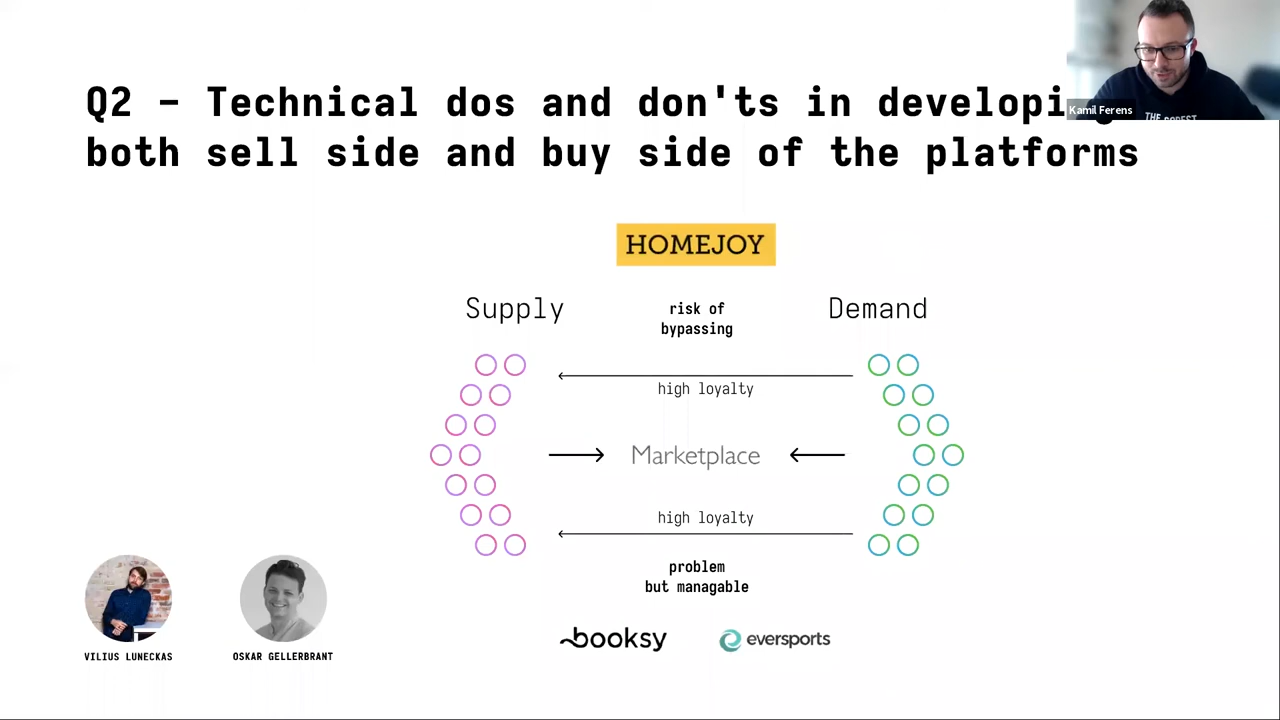 Q2 - Technical dos and don'ts in developi
both sell side and buy side of the platforms
Kamil Ferens
THE
HOMEJOY
Supply
risk of
bypassing
Demand
high loyalty
Marketplace
high loyalty
problem
but managable
booksy
eversports
VILIUS LUNECKAS
OSKAR GELLERBRANT